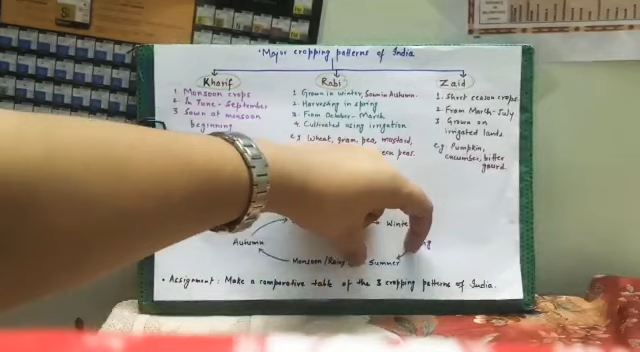 • Major cropping patterns of India
Kharif
1 Monsoon crops
2. In June - September
3 Sown at monsoon
beginning
Rabi
1 Grown in winter, Sown in Autumn.
2. Harvesting in spring
3. From October - March
4. Cultivated using irrigation
eg Wheat, gram, pea, mustard,
peas.
Zaid
1. Short season crops.
2. From March - July
3. Grown on
irrigated lands
eg. Pumpkin,
cucumber, bitter
gourd.
Autumn
Monsoon/Rainy
Summer
• Assignment: Make a comparative table of the 3 cropping patterns of India.